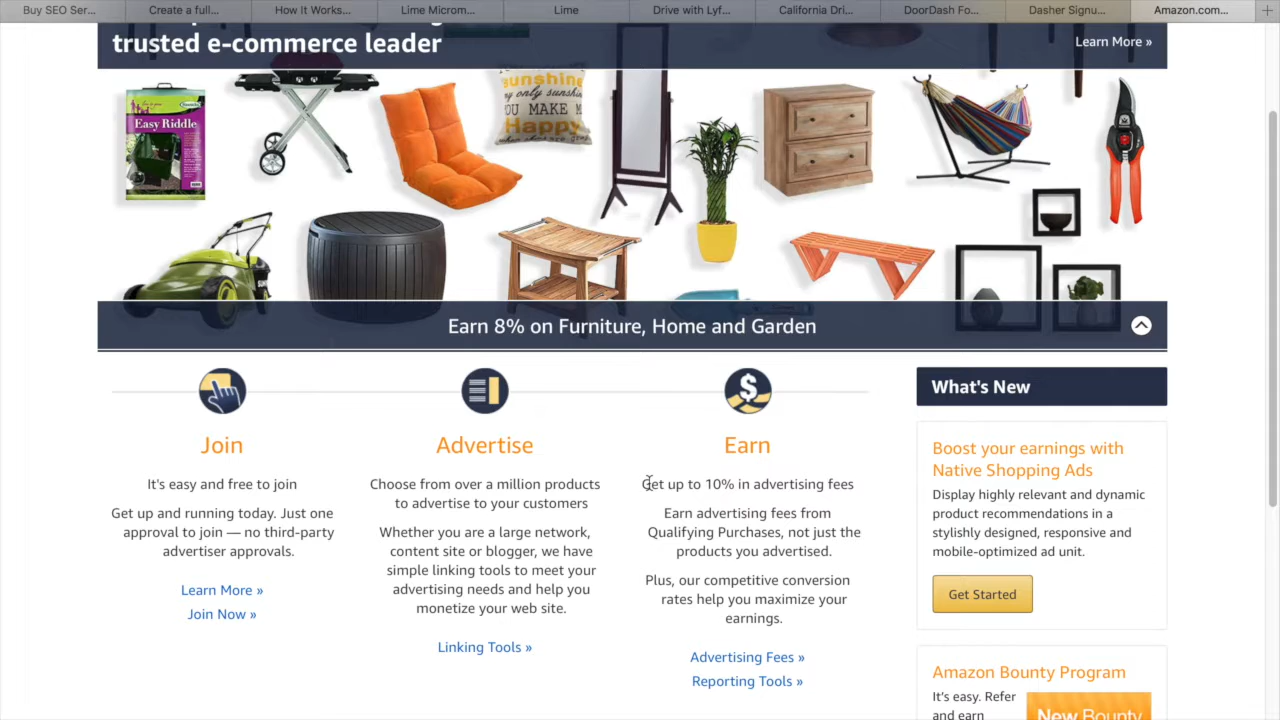 Buy SEO Ser...
Create a full...
How It Works...
Lime Microm...
Lime
Drive with Lyf...
California Dri...
DoorDash Fo...
Dasher Signu...
Amazon.com...
trusted e-commerce leader
Learn More »
Easy Riddle
sunshine
my only sunshine
YOU MAKE M
Happy
Earn 8% on Furniture, Home and Garden
Join
It's easy and free to join
Get up and running today. Just one
approval to join — no third-party
advertiser approvals.
Learn More »
Join Now »
Advertise
Choose from over a million products
to advertise to your customers
Whether you are a large network,
content site or blogger, we have
simple linking tools to meet your
advertising needs and help you
monetize your web site.
Linking Tools »
Earn
Get up to 10% in advertising fees
Earn advertising fees from
Qualifying Purchases, not just the
products you advertised.
Plus, our competitive conversion
rates help you maximize your
earnings.
Advertising Fees »
Reporting Tools »
What's New
Boost your earnings with
Native Shopping Ads
Display highly relevant and dynamic
product recommendations in a
stylishly designed, responsive and
mobile-optimized ad unit.
Get Started
Amazon Bounty Program
It's easy. Refer
and earn
New Bounty